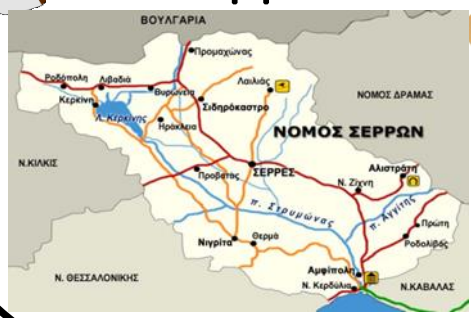 ΒΟΥΛΓΑΡΙΑ
Προμαχώνας
Ροδόπολη
Λιβαδιά
Βυρώνεια
Λαϊλιάς
Κερκίνη
Λ. Κερκίνης
Σιδηρόκαστρο
ΝΟΜΟΣ ΔΡΑΜΑΣ
Ηράκλεια
ΝΟΜΟΣ ΣΕΡΡΩΝ
Ν.ΚΙΛΚΙΣ
Προβατάς
ΣΕΡΡΕΣ
Αλιστράτη
Ν. Ζίχνη
π. Στρυμώνας
π. Αγγίτης
Πρώτη
Νιγρίτα
Θερμά
Ροδολίβος
Αμφίπολη
Ν. ΘΕΣΣΑΛΟΝΙΚΗΣ
Ν. Κερδύλια
Ν.ΚΑΒΑΛΑΣ